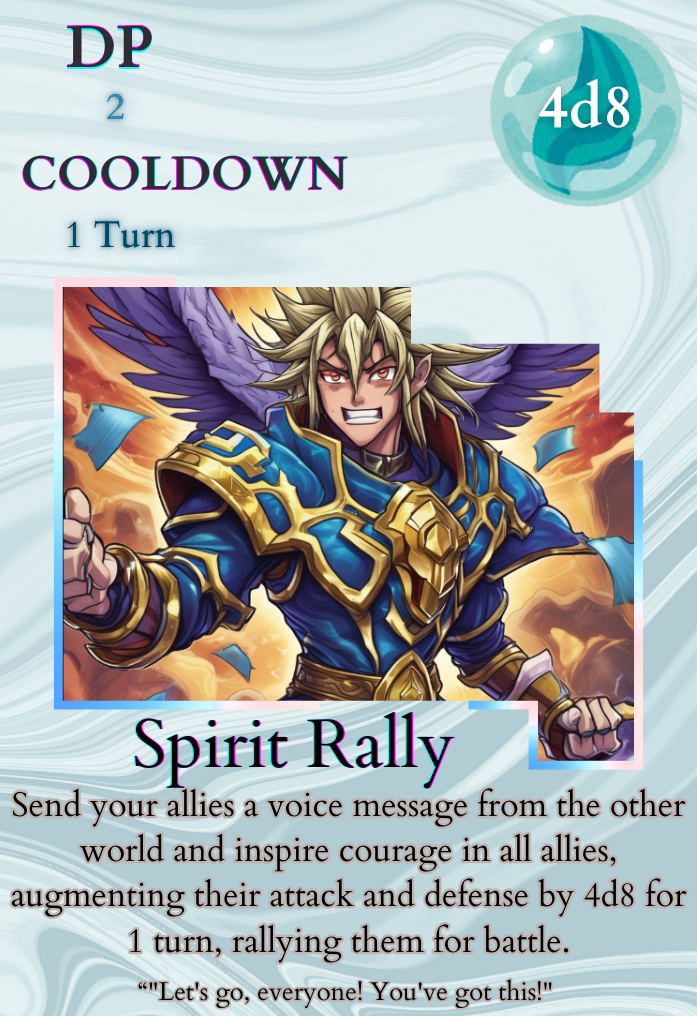 DP
4d8
2
COOLDOWN
1 Turn
Spirit Rally
Send your allies a voice message from the other
world and inspire courage in all allies,
augmenting their attack and defense by 4d8 for
1 turn, rallying them for battle.
“"Let's go, everyone! You've got this!"